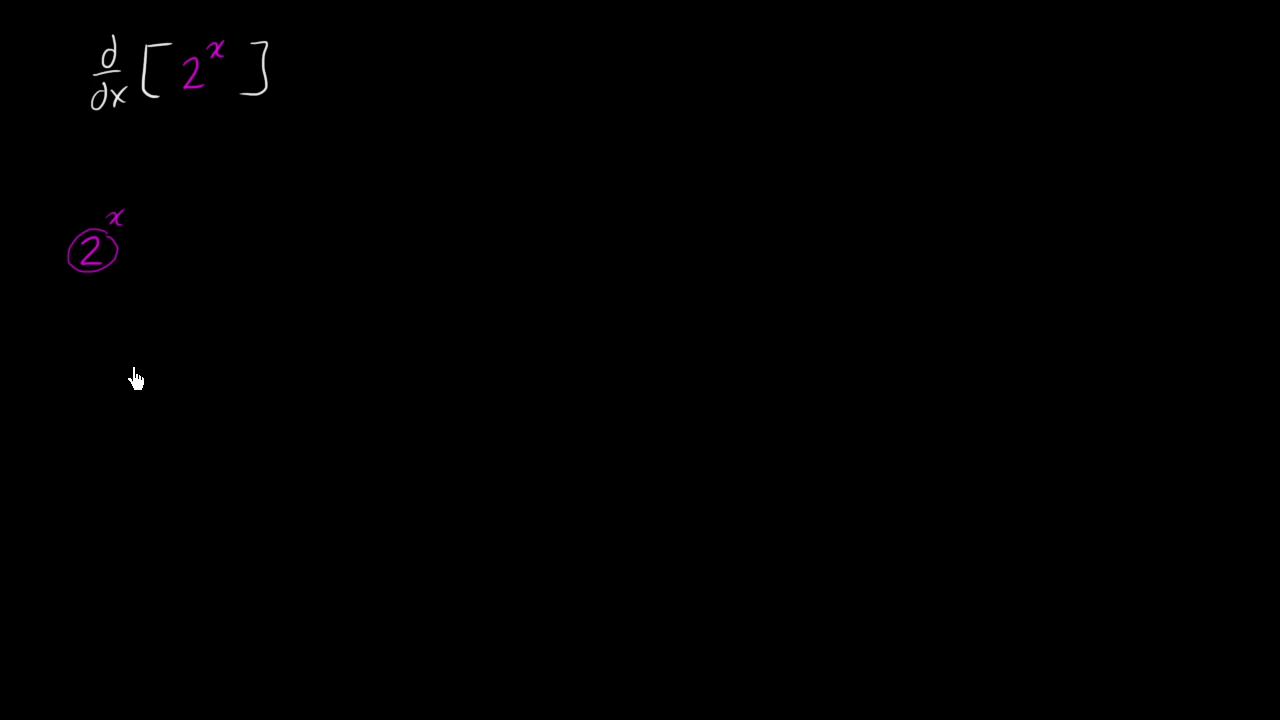 d/dx [ 2^x ]
2^x